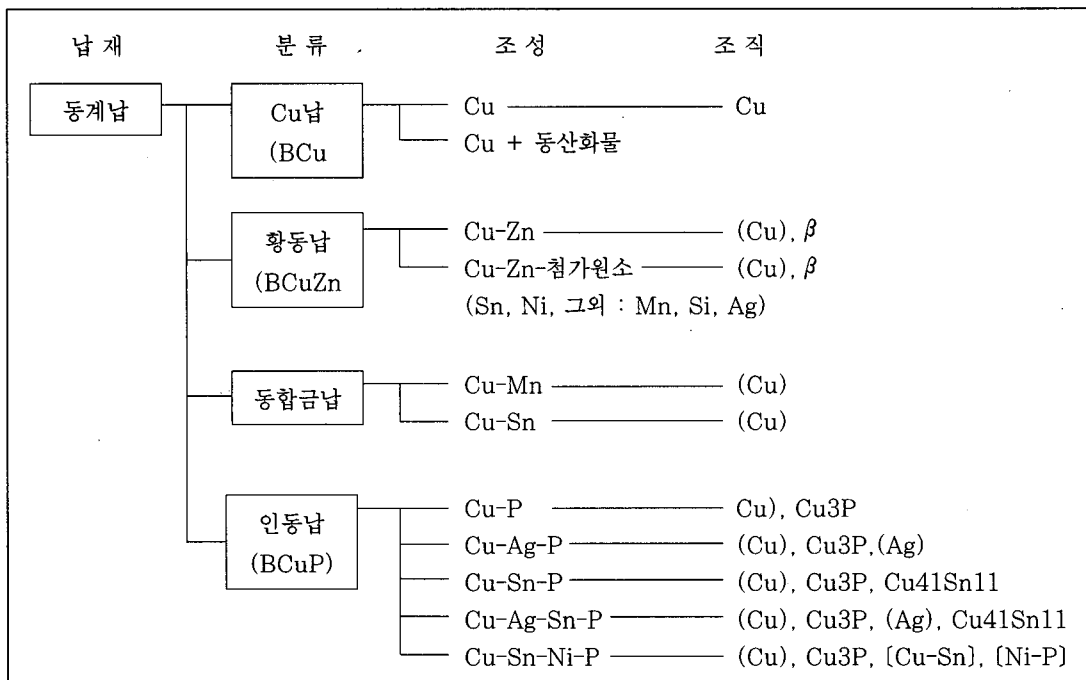 납 재 분 류 조 성 조 직
동계납 Cu납 Cu Cu
(BCu Cu + 동산화물
황동납 Cu-Zn (Cu), β
(BCuZn Cu-Zn-첨가원소 (Cu), β
(Sn, Ni, 그외 : Mn, Si, Ag)
동합금납 Cu-Mn (Cu)
Cu-Sn (Cu)
인동납 Cu-P Cu), Cu3P
(BCuP) Cu-Ag-P (Cu), Cu3P,(Ag)
Cu-Sn-P (Cu), Cu3P, Cu41Sn11
Cu-Ag-Sn-P (Cu), Cu3P, (Ag), Cu41Sn11
Cu-Sn-Ni-P (Cu), Cu3P, [Cu-Sn], [Ni-P]